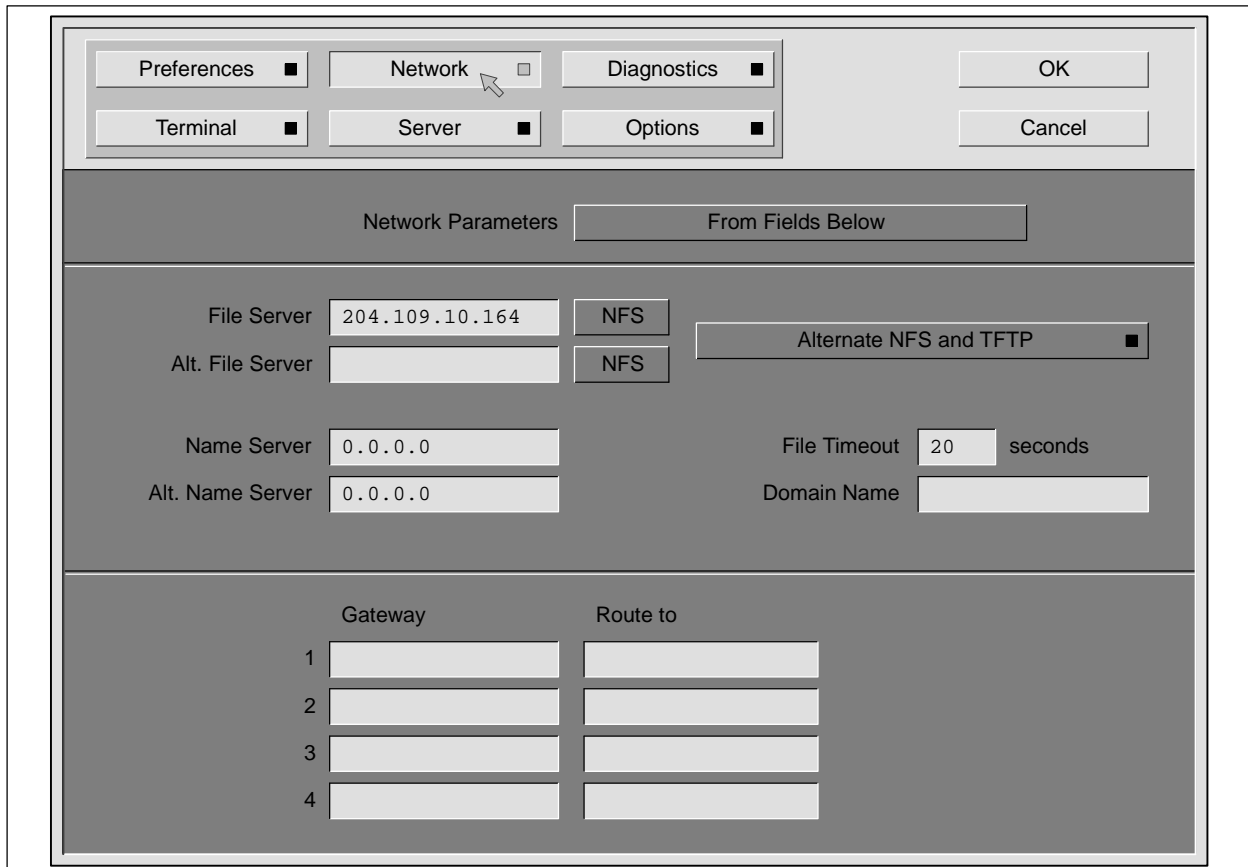 Preferences Network Diagnostics OK
Terminal Server Options Cancel
Network Parameters From Fields Below
File Server 204.109.10.164 NFS
Alternate NFS and TFTP
Alt. File Server NFS
Name Server 0.0.0.0 File Timeout 20 seconds
Alt. Name Server 0.0.0.0 Domain Name
Gateway Route to
1
2
3
4